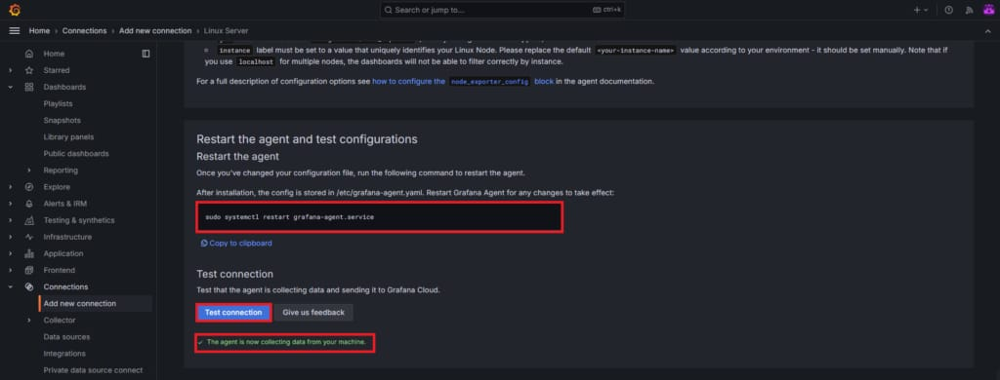 Search or jump to...
ctrl+k
Home > Connections > Add new connection > Linux Server
Home
Starred
Dashboards
Playlists
Snapshots
Library panels
Public dashboards
Reporting
Explore
Alerts & IRM
Testing & synthetics
Infrastructure
Application
Frontend
Connections
Add new connection
Collector
Data sources
Integrations
Private data source connect
instance label must be set to a value that uniquely identifies your Linux Node. Please replace the default <your-instance-name> value according to your environment - it should be set manually. Note that if
you use localhost for multiple nodes, the dashboards will not be able to filter correctly by instance.
For a full description of configuration options see how to configure the node_exporter_config block in the agent documentation.
Restart the agent and test configurations
Restart the agent
Once you've changed your configuration file, run the following command to restart the agent.
After installation, the config is stored in /etc/grafana-agent.yaml. Restart Grafana Agent for any changes to take effect:
sudo systemctl restart grafana-agent.service
Copy to clipboard
Test connection
Test that the agent is collecting data and sending it to Grafana Cloud.
Test connection
Give us feedback
The agent is now collecting data from your machine.